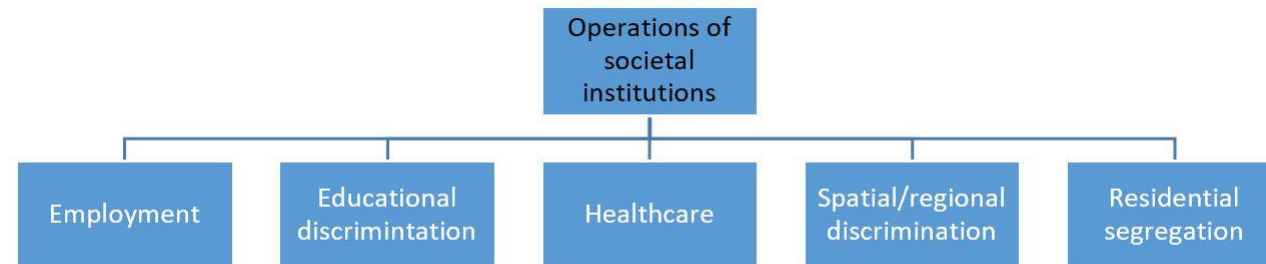 Operations of
societal
institutions
Employment
Educational
discrimintation
Healthcare
Spatial/regional
discrimination
Residential
segregation